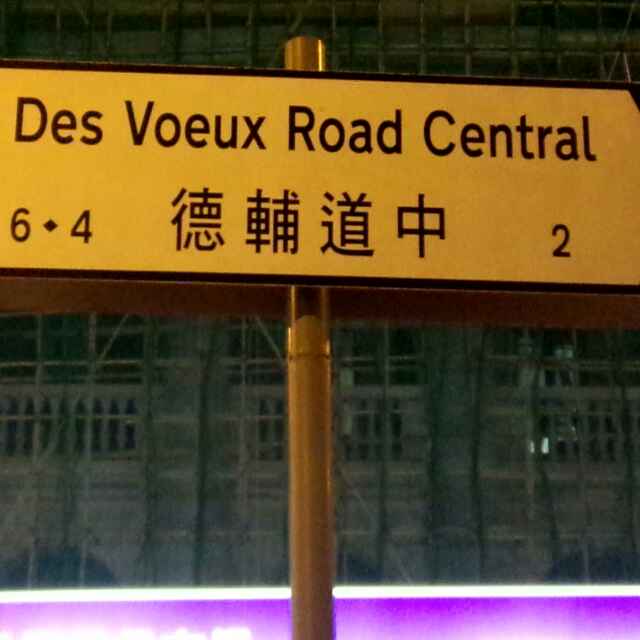 Des Voeux Road Central
6◆4 德輔道中 2